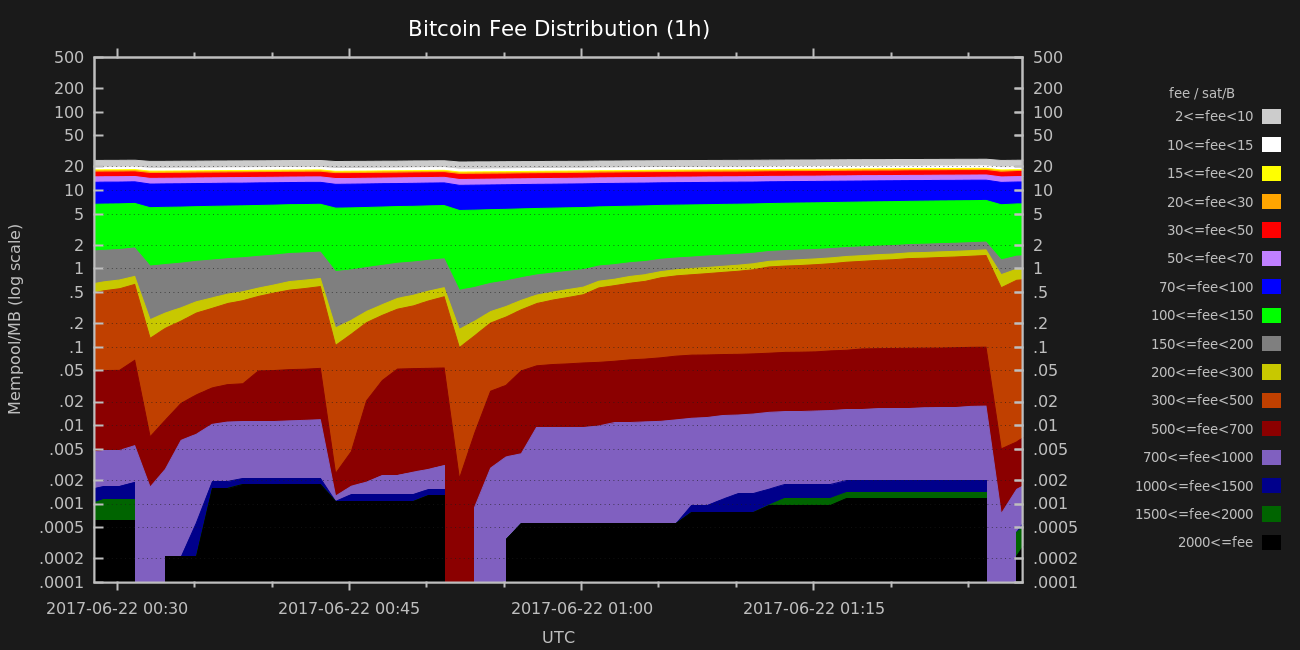 Bitcoin Fee Distribution (1h)
500 500
200 200
100 100
50 50
20 20
10 10
5 5
2 2
1 1
.5 .5
.2 .2
.1 .1
.05 .05
.02 .02
.01 .01
.005 .005
.002 .002
.001 .001
.0005 .0005
.0002 .0002
.0001 .0001
Mempool/MB (log scale)
2017-06-22 00:30 2017-06-22 00:45 2017-06-22 01:00 2017-06-22 01:15
UTC
fee / sat/B
2<=fee<10
10<=fee<15
15<=fee<20
20<=fee<30
30<=fee<50
50<=fee<70
70<=fee<100
100<=fee<150
150<=fee<200
200<=fee<300
300<=fee<500
500<=fee<700
700<=fee<1000
1000<=fee<1500
1500<=fee<2000
2000<=fee